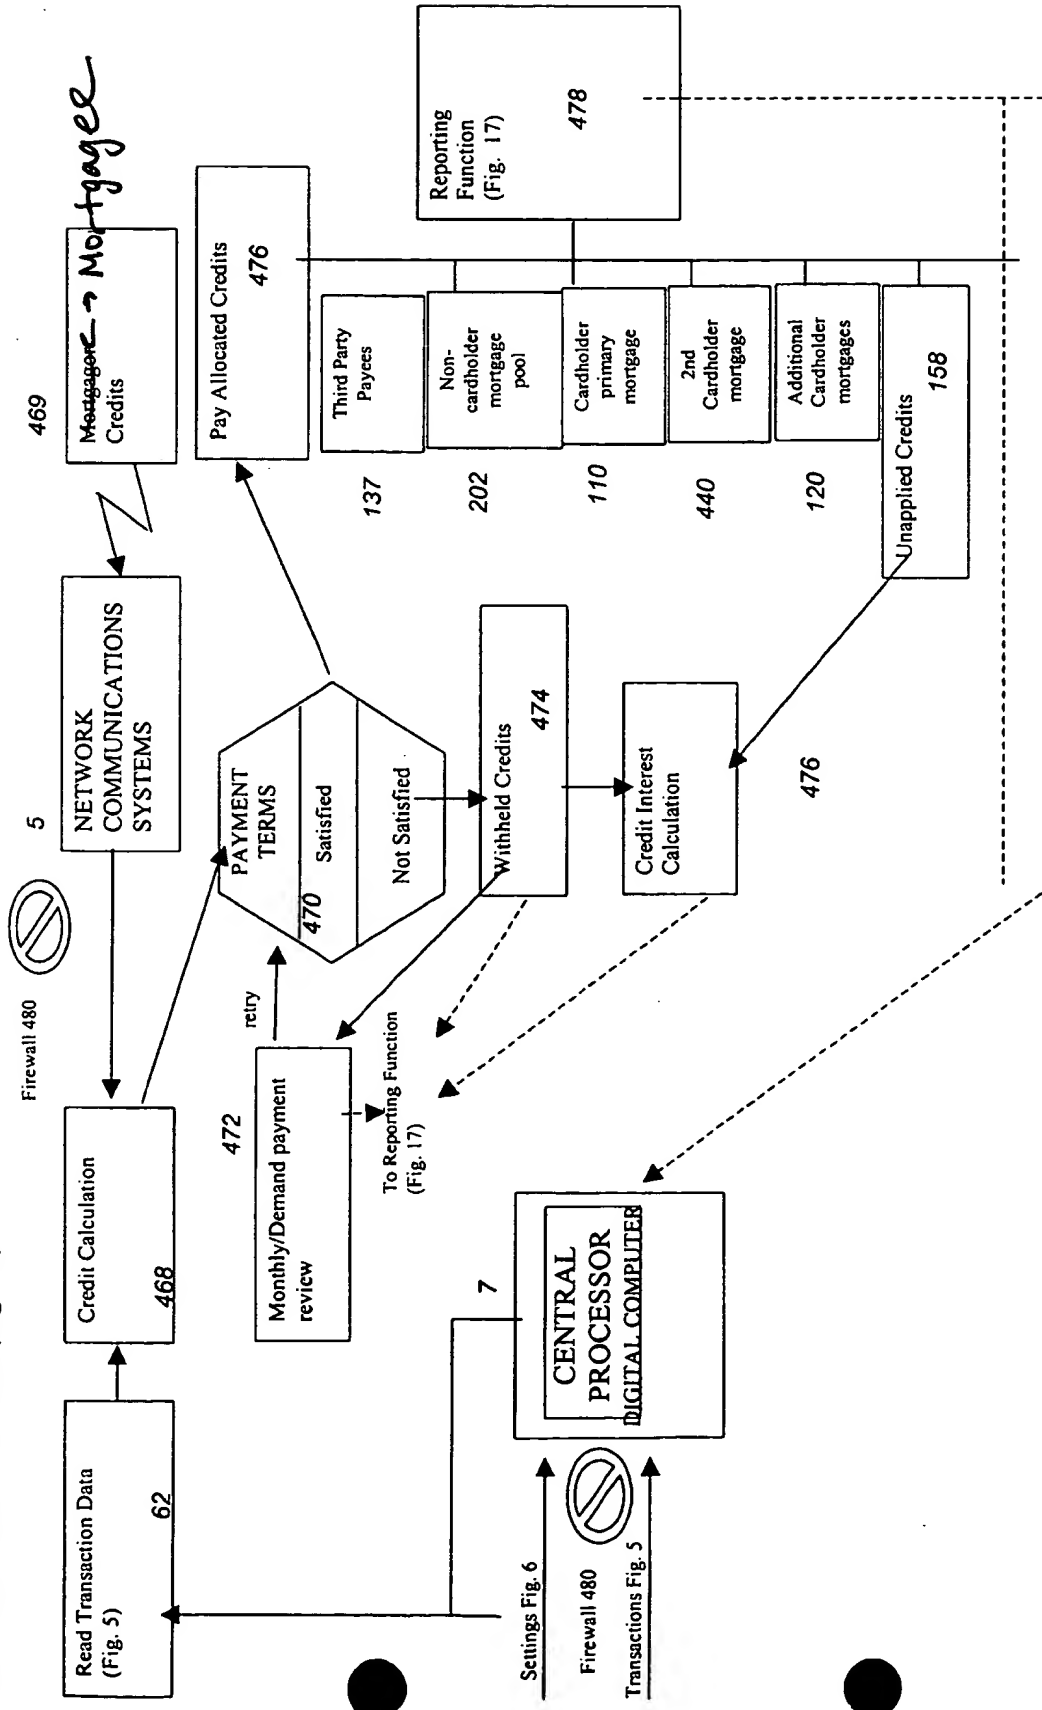 Firewall 480
5
469
Read Transaction Data
(Fig. 5)
62
Credit Calculation
468
NETWORK
COMMUNICATIONS
SYSTEMS
→ Mortgagee
Credits
472
Monthly/Demand payment
review
retry
PAYMENT
TERMS
470
Satisfied
Not Satisfied
Pay Allocated Credits
476
To Reporting Function
(Fig. 17)
Withheld Credits
474
Credit Interest
Calculation
476
137
Third Party
Payees
202
Non-
cardholder
mortgage
pool
110
Cardholder
primary
mortgage
440
2nd
Cardholder
mortgage
120
Additional
Cardholder
mortgages
Unapplied Credits
158
Reporting
Function
(Fig. 17)
478
7
CENTRAL
PROCESSOR
DIGITAL COMPUTER
Settings Fig. 6
Firewall 480
Transactions Fig. 5